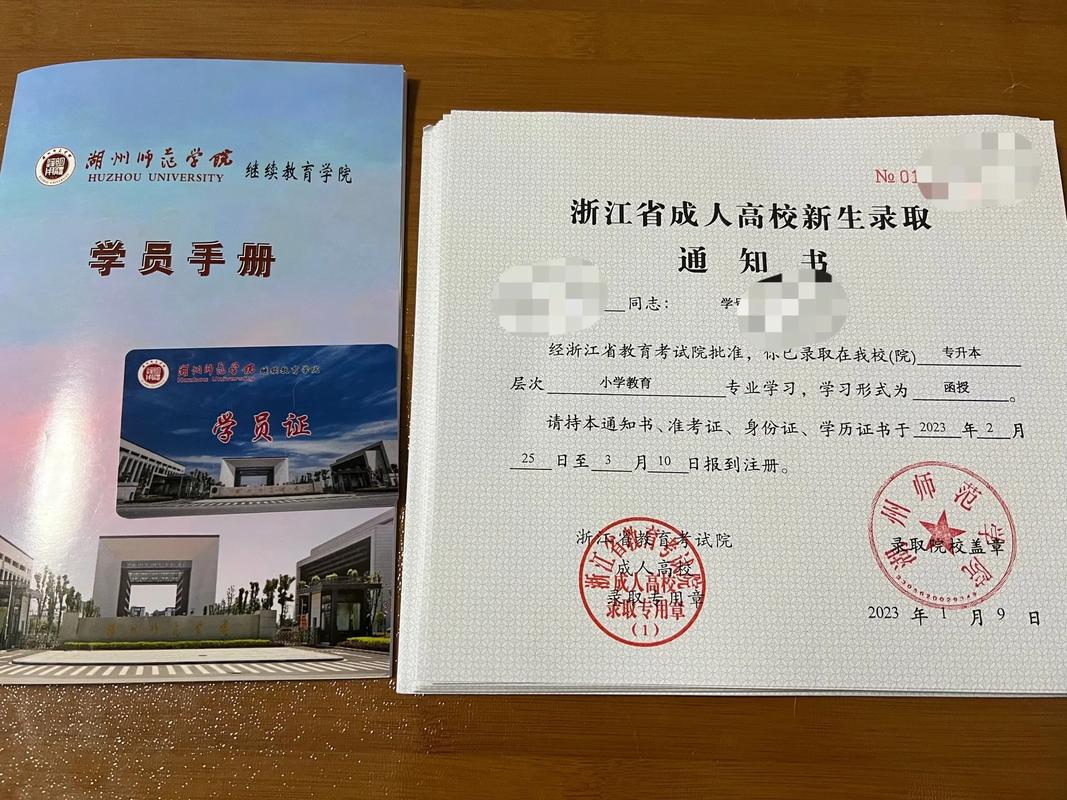 湖州师范学院 继续教育学院
HUZHOU UNIVERSITY
学员手册
湖州师范学院 继续教育学院
Huzhou University
学员证
湖州师范学院
№ 01
浙江省成人高校新生录取
通知书
同志: 学
经浙江省教育考试院批准,你已录取在我校(院) 专升本
层次 小学教育 专业学习,学习形式为 函授 。
请持本通知书、准考证、身份证、学历证书于 2023 年 2 月
25 日至 3 月 10 日报到注册。
浙江省教育考试院
成人高校
录取专用章
浙江省教育考试院
成人高校
录取专用章
(1)
湖州师范学院
录取院校盖章
2023 年 1 月 9 日